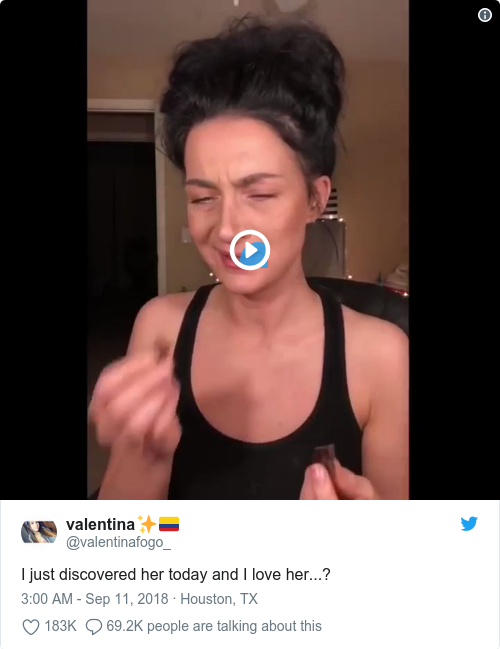 valentina✨🇨🇴
@valentinafogo_
I just discovered her today and I love her...?
3:00 AM - Sep 11, 2018 · Houston, TX
183K 69.2K people are talking about this